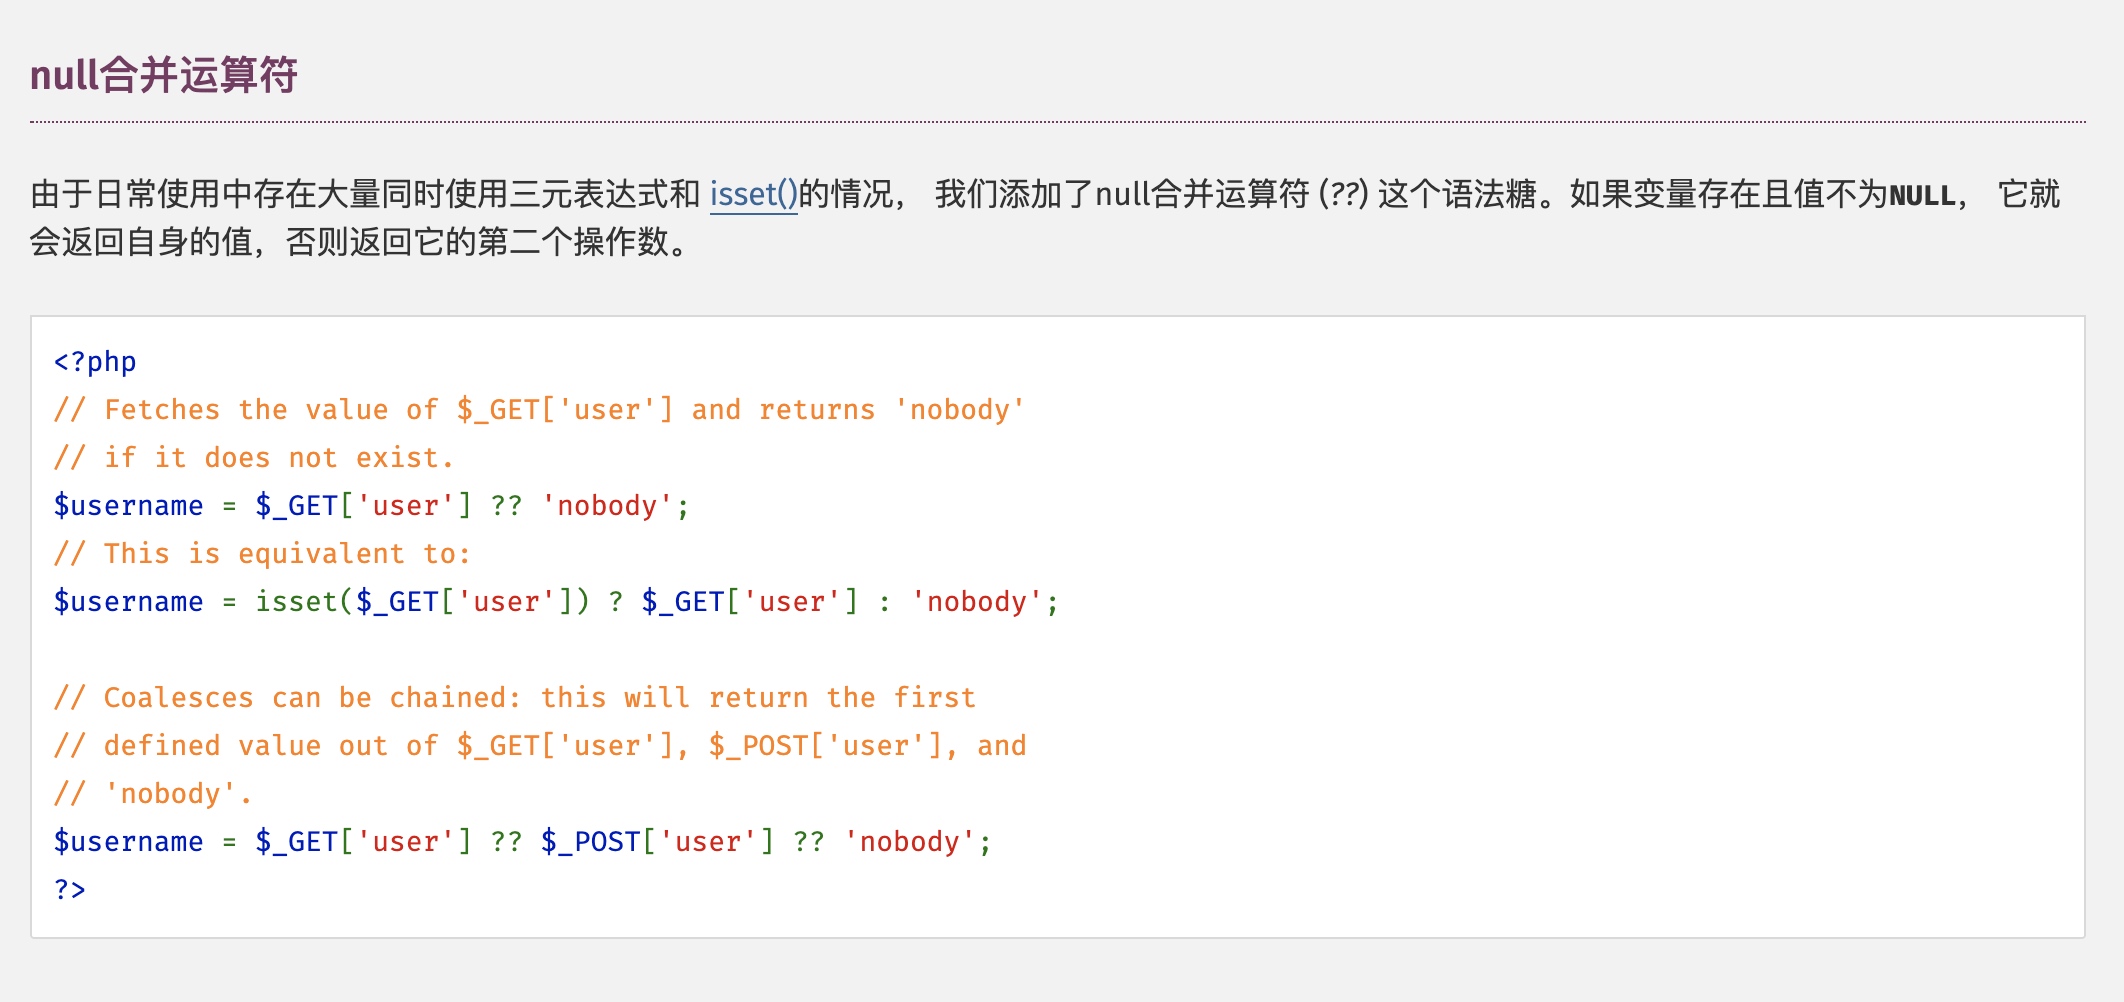 null合并运算符
由于日常使用中存在大量同时使用三元表达式和 isset()的情况， 我们添加了null合并运算符 (??) 这个语法糖。如果变量存在且值不为NULL， 它就
会返回自身的值，否则返回它的第二个操作数。
<?php
// Fetches the value of $_GET['user'] and returns 'nobody'
// if it does not exist.
$username = $_GET['user'] ?? 'nobody';
// This is equivalent to:
$username = isset($_GET['user']) ? $_GET['user'] : 'nobody';
// Coalesces can be chained: this will return the first
// defined value out of $_GET['user'], $_POST['user'], and
// 'nobody'.
$username = $_GET['user'] ?? $_POST['user'] ?? 'nobody';
?>